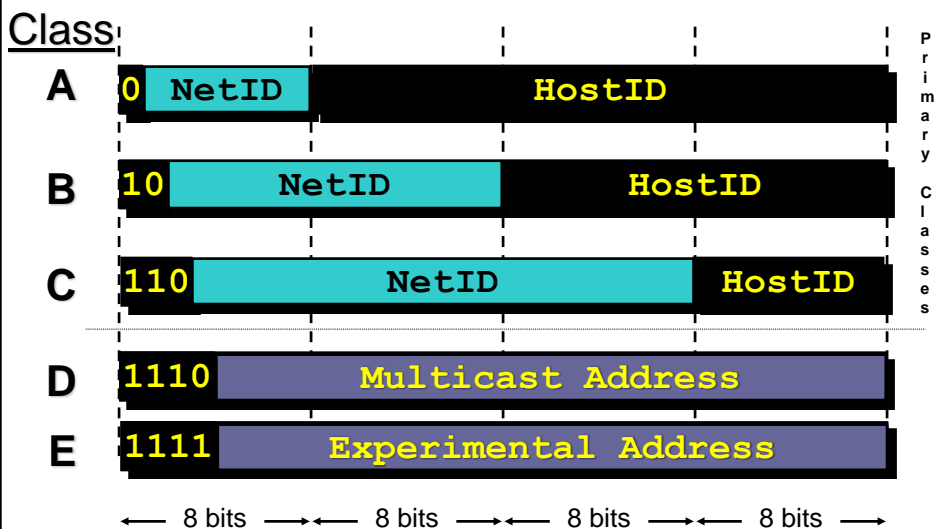 Class
A 0 NetID HostID
B 10 NetID HostID
C 110 NetID HostID
D 1110 Multicast Address
E 1111 Experimental Address
8 bits 8 bits 8 bits 8 bits
Primary Classes